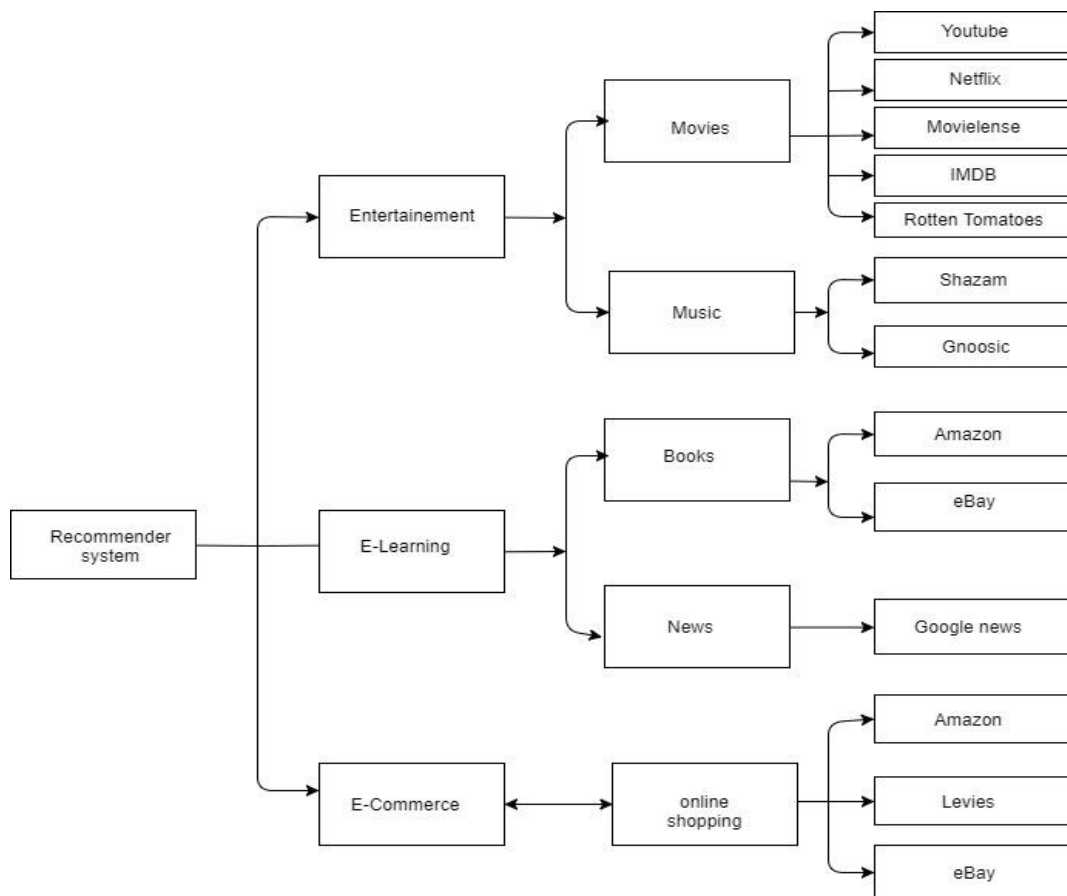 Youtube
Netflix
Movies
Movielense
IMDB
Entertainement
Rotten Tomatoes
Shazam
Music
Gnoosic
Amazon
Books
eBay
Recommender
system
E-Learning
News
Google news
Amazon
E-Commerce
online
shopping
Levies
eBay